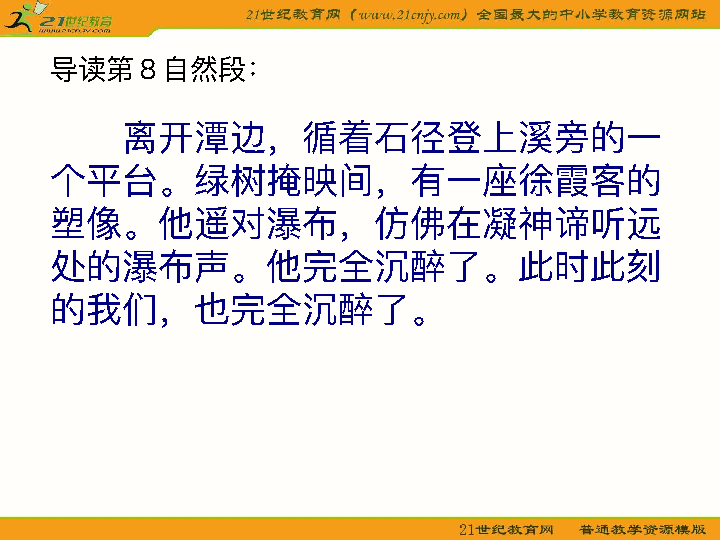 21世纪教育
21世纪教育网（www.21cnjy.com）全国最大的中小学教育资源网站
导读第８自然段：
离开潭边，循着石径登上溪旁的一
个平台。绿树掩映间，有一座徐霞客的
塑像。他遥对瀑布，仿佛在凝神谛听远
处的瀑布声。他完全沉醉了。此时此刻
的我们，也完全沉醉了。
21世纪教育网 普通教学资源模版